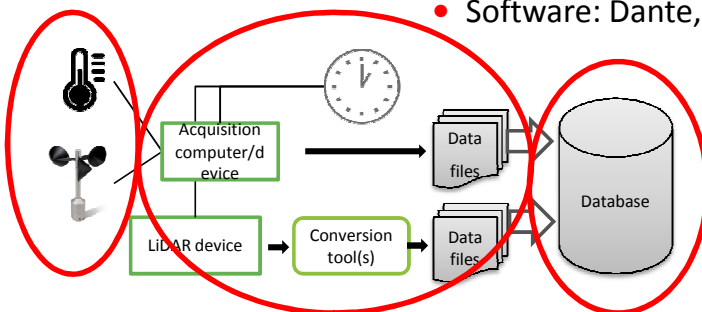 • Software: Dante,
Acquisition
computer/d
evice
Data
files
Database
LiDAR device
Conversion
tool(s)
Data
files